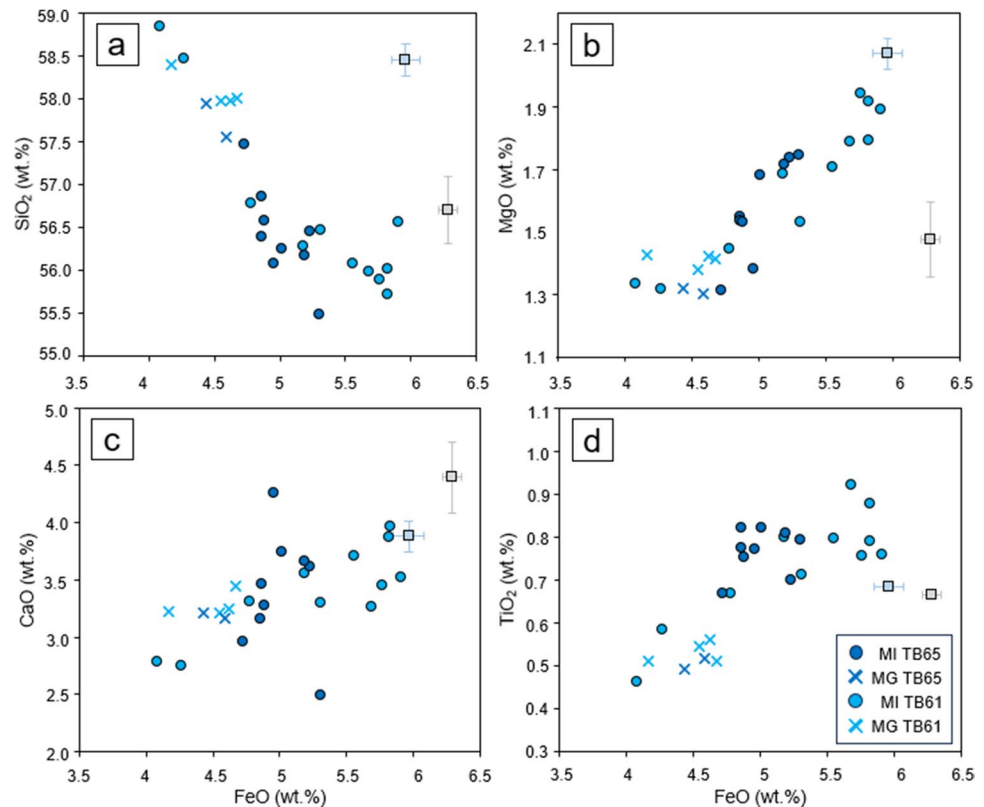 a
59.0
58.5
58.0
57.5
57.0
56.5
56.0
55.5
55.0
SiO₂ (wt.%)
3.5 4 4.5 5 5.5 6 6.5
b
2.1
1.9
1.7
1.5
1.3
1.1
MgO (wt.%)
3.5 4 4.5 5 5.5 6 6.5
c
5.0
4.5
4.0
3.5
3.0
2.5
2.0
CaO (wt.%)
3.5 4 4.5 5 5.5 6 6.5
FeO (wt.%)
d
1.1
1.0
0.9
0.8
0.7
0.6
0.5
0.4
0.3
TiO₂ (wt.%)
MI TB65
MG TB65
MI TB61
MG TB61
3.5 4 4.5 5 5.5 6 6.5
FeO (wt.%)